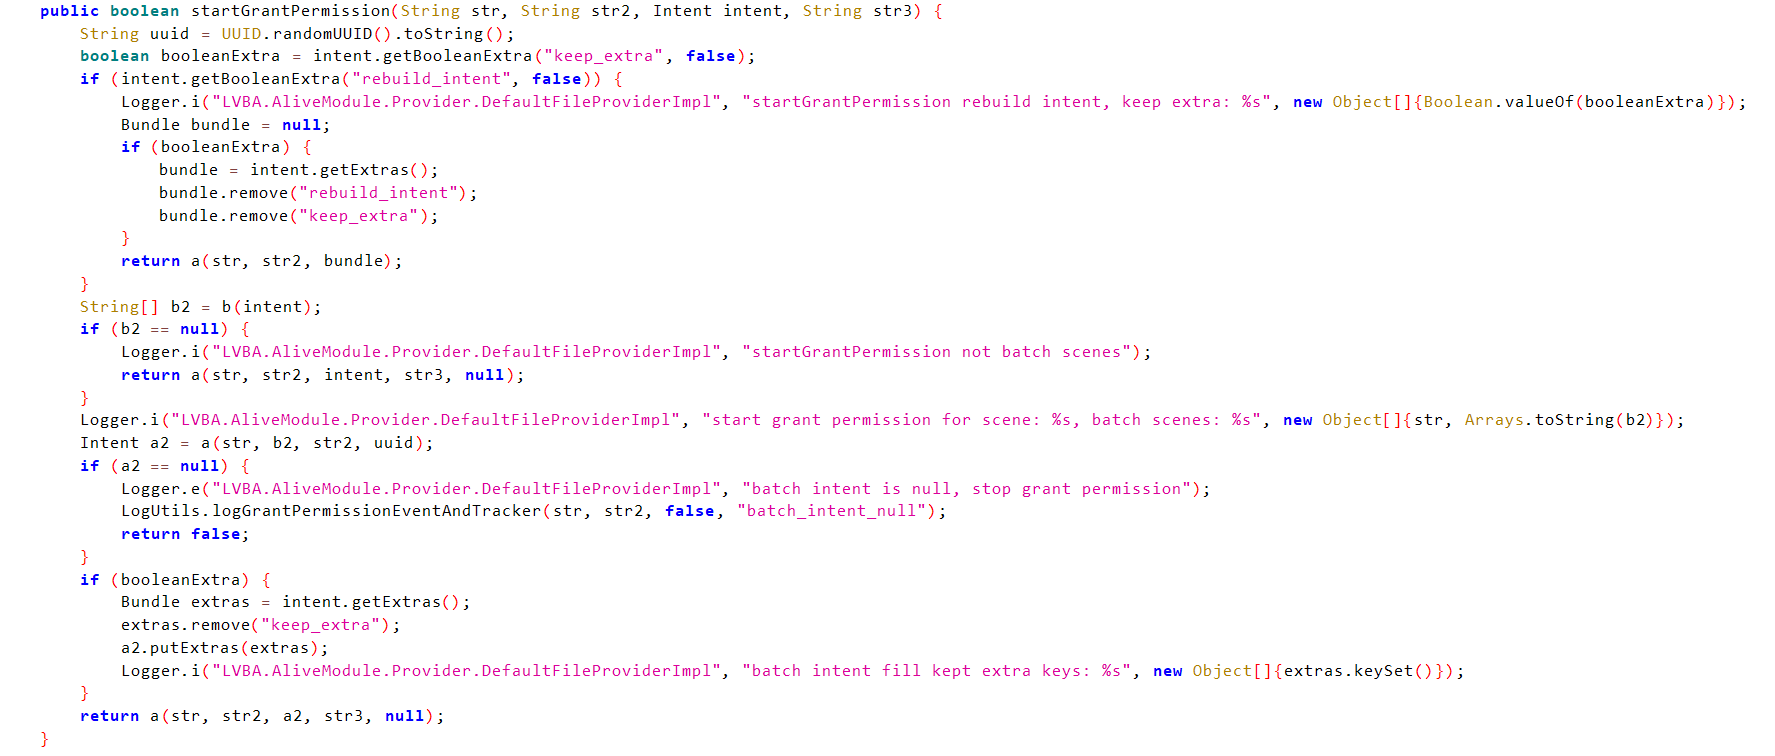 public boolean startGrantPermission(String str, String str2, Intent intent, String str3) {
String uuid = UUID.randomUUID().toString();
boolean booleanExtra = intent.getBooleanExtra("keep_extra", false);
if (intent.getBooleanExtra("rebuild_intent", false)) {
Logger.i("LVBA.AliveModule.Provider.DefaultFileProviderImpl", "startGrantPermission rebuild intent, keep extra: %s", new Object[]{Boolean.valueOf(booleanExtra)});
Bundle bundle = null;
if (booleanExtra) {
bundle = intent.getExtras();
bundle.remove("rebuild_intent");
bundle.remove("keep_extra");
}
return a(str, str2, bundle);
}
String[] b2 = b(intent);
if (b2 == null) {
Logger.i("LVBA.AliveModule.Provider.DefaultFileProviderImpl", "startGrantPermission not batch scenes");
return a(str, str2, intent, str3, null);
}
Logger.i("LVBA.AliveModule.Provider.DefaultFileProviderImpl", "start grant permission for scene: %s, batch scenes: %s", new Object[]{str, Arrays.toString(b2)});
Intent a2 = a(str, b2, str2, uuid);
if (a2 == null) {
Logger.e("LVBA.AliveModule.Provider.DefaultFileProviderImpl", "batch intent is null, stop grant permission");
LogUtils.logGrantPermissionEventAndTracker(str, str2, false, "batch_intent_null");
return false;
}
if (booleanExtra) {
Bundle extras = intent.getExtras();
extras.remove("keep_extra");
a2.putExtras(extras);
Logger.i("LVBA.AliveModule.Provider.DefaultFileProviderImpl", "batch intent fill kept extra keys: %s", new Object[]{extras.keySet()});
}
return a(str, str2, a2, str3, null);
}